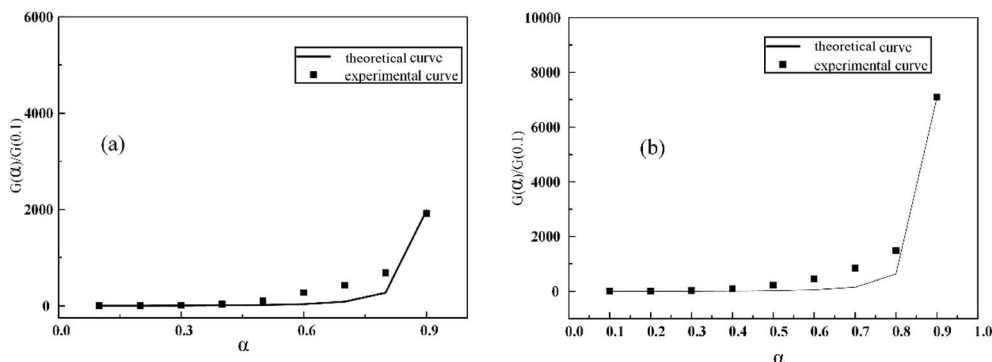 6000
4000
2000
0
G(α)/G(0.1)
theoretical curve
experimental curve
(a)
0.0 0.3 0.6 0.9
α
10000
8000
6000
4000
2000
0
G(α)/G(0.1)
theoretical curve
experimental curve
(b)
0.0 0.1 0.2 0.3 0.4 0.5 0.6 0.7 0.8 0.9 1.0
α